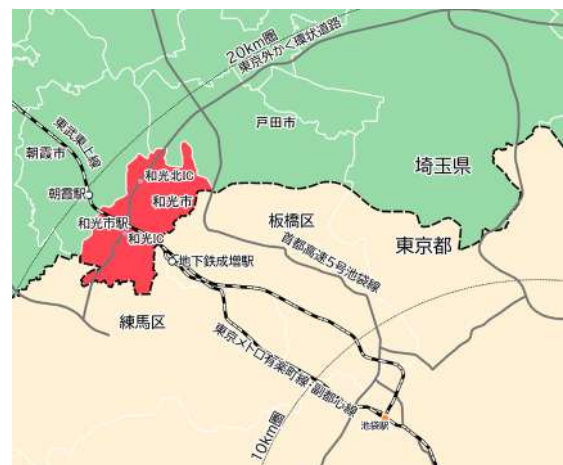 20km圏
東京外かく環状道路
戸田市
東武東上線
朝霞市
埼玉県
和光北IC
朝霞駅
和光市
和光市駅
板橋区
和光IC
東京都
地下鉄成増駅
首都高速5号池袋線
練馬区
東京メトロ有楽町線・副都心線
池袋駅
10km圏